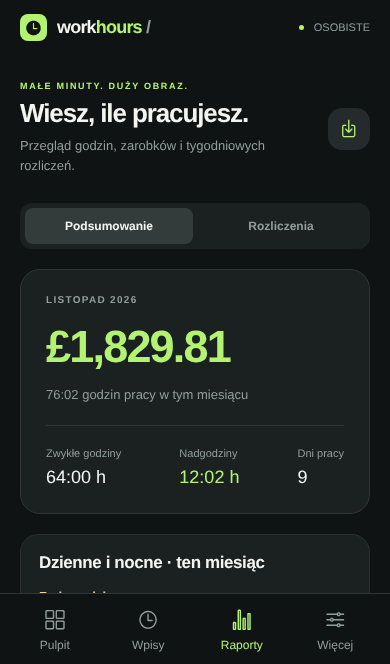 workhours /
OSOBISTE
MAŁE MINUTY. DUŻY OBRAZ.
Wiesz, ile pracujesz.
Przegląd godzin, zarobków i tygodniowych
rozliczeń.
Podsumowanie
Rozliczenia
LISTOPAD 2026
£1,829.81
76:02 godzin pracy w tym miesiącu
Zwykłe godziny
Nadgodziny
Dni pracy
64:00 h
12:02 h
9
Dzienne i nocne · ten miesiąc
Pulpit
Wpisy
Raporty
Więcej